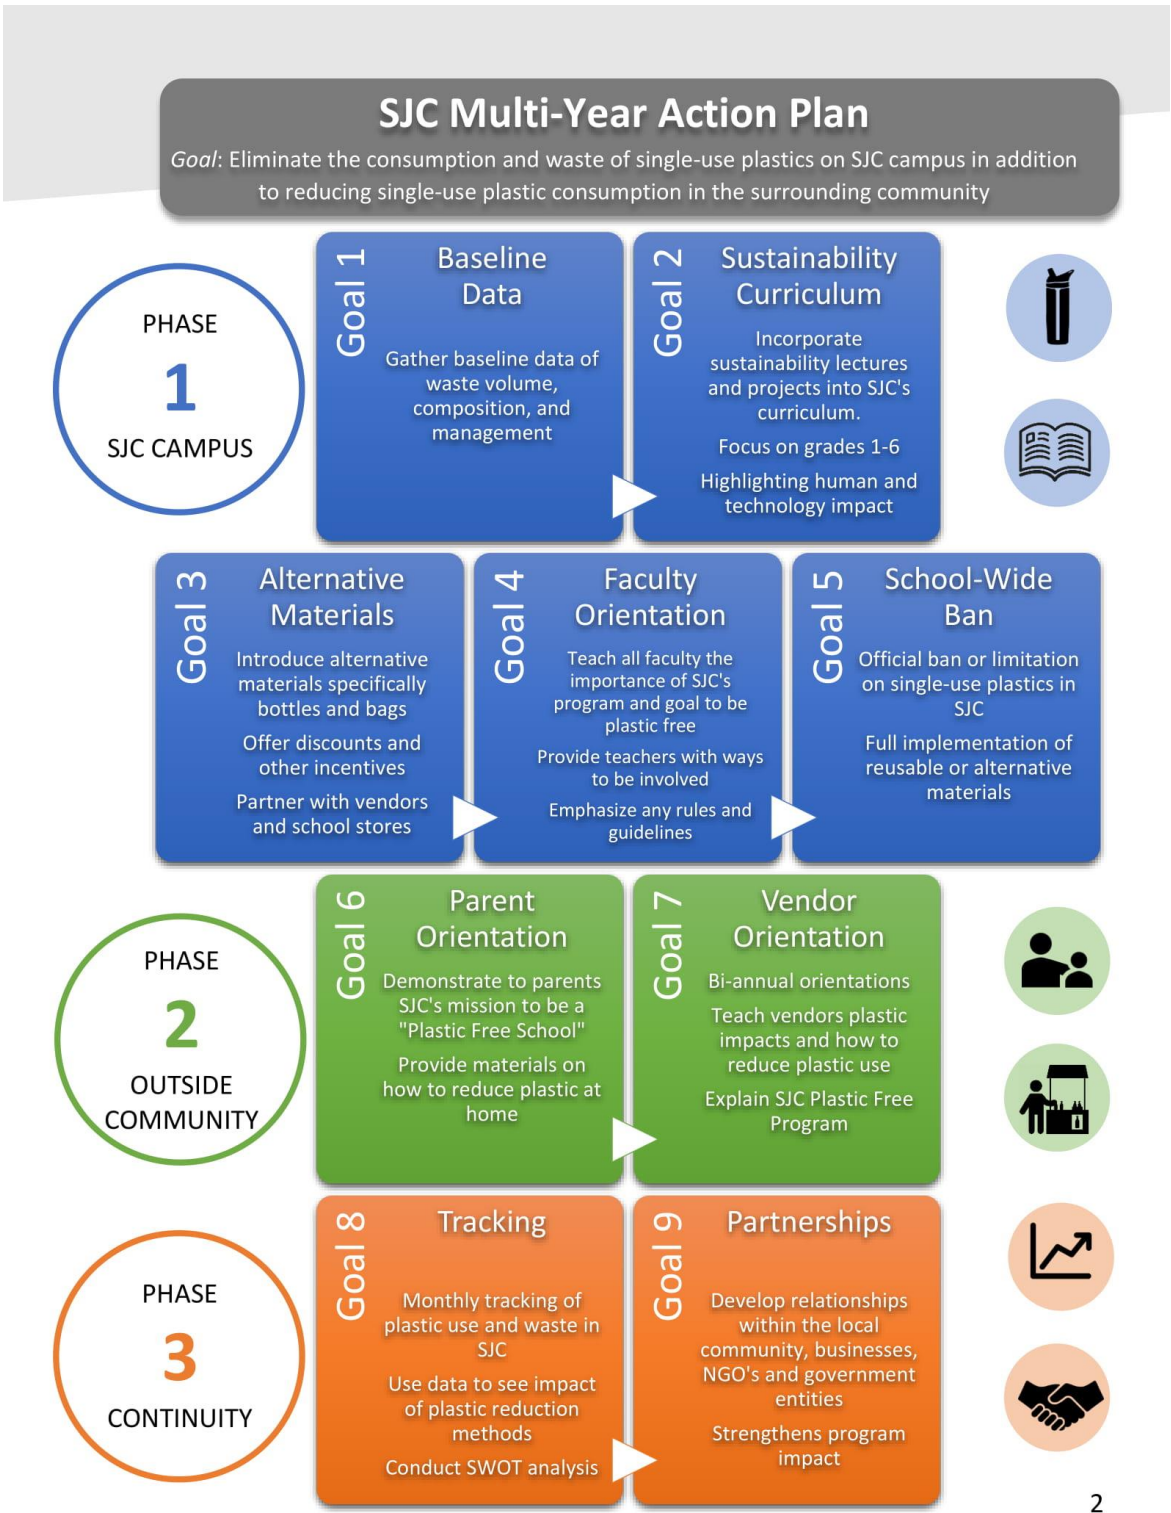 SJC Multi-Year Action Plan
Goal: Eliminate the consumption and waste of single-use plastics on SJC campus in addition
to reducing single-use plastic consumption in the surrounding community
PHASE
1
SJC CAMPUS
Goal 1
Baseline
Data
Gather baseline data of
waste volume,
composition, and
management
Goal 2
Sustainability
Curriculum
Incorporate
sustainability lectures
and projects into SJC's
curriculum.
Focus on grades 1-6
Highlighting human and
technology impact
Goal 3
Alternative
Materials
Introduce alternative
materials specifically
bottles and bags
Offer discounts and
other incentives
Partner with vendors
and school stores
Goal 4
Faculty
Orientation
Teach all faculty the
importance of SJC's
program and goal to be
plastic free
Provide teachers with ways
to be involved
Emphasize any rules and
guidelines
Goal 5
School-Wide
Ban
Official ban or limitation
on single-use plastics in
SJC
Full implementation of
reusable or alternative
materials
PHASE
2
OUTSIDE
COMMUNITY
Goal 6
Parent
Orientation
Demonstrate to parents
SJC's mission to be a
"Plastic Free School"
Provide materials on
how to reduce plastic at
home
Goal 7
Vendor
Orientation
Bi-annual orientations
Teach vendors plastic
impacts and how to
reduce plastic use
Explain SJC Plastic Free
Program
PHASE
3
CONTINUITY
Goal 8
Tracking
Monthly tracking of
plastic use and waste in
SJC
Use data to see impact
of plastic reduction
methods
Conduct SWOT analysis
Goal 9
Partnerships
Develop relationships
within the local
community, businesses,
NGO's and government
entities
Strengthens program
impact
2